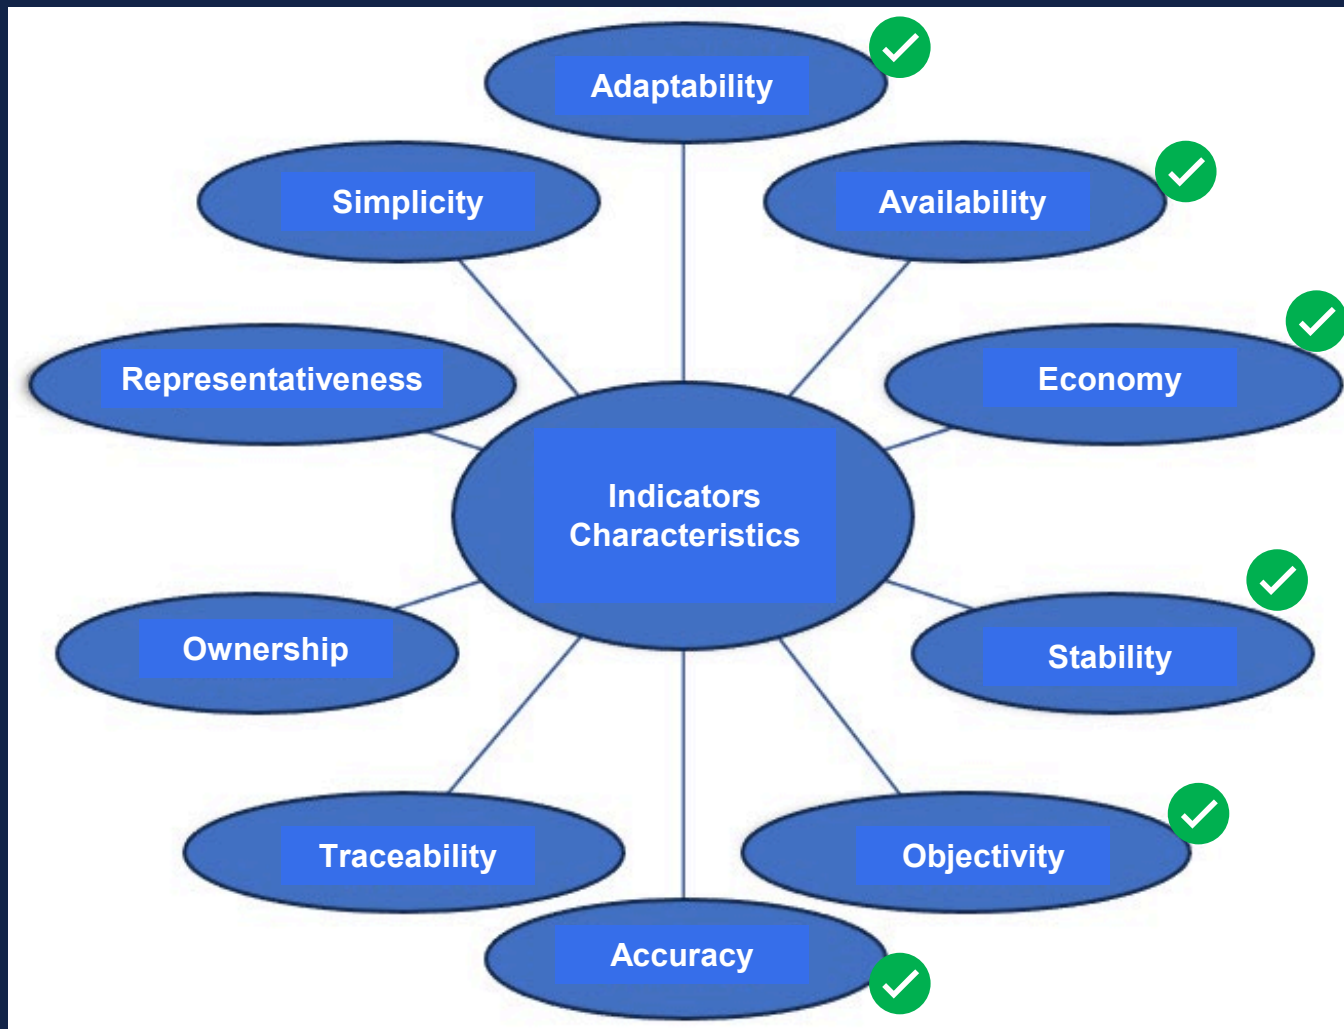 Adaptability
Simplicity
Availability
Representativeness
Economy
Indicators
Characteristics
Ownership
Stability
Traceability
Objectivity
Accuracy